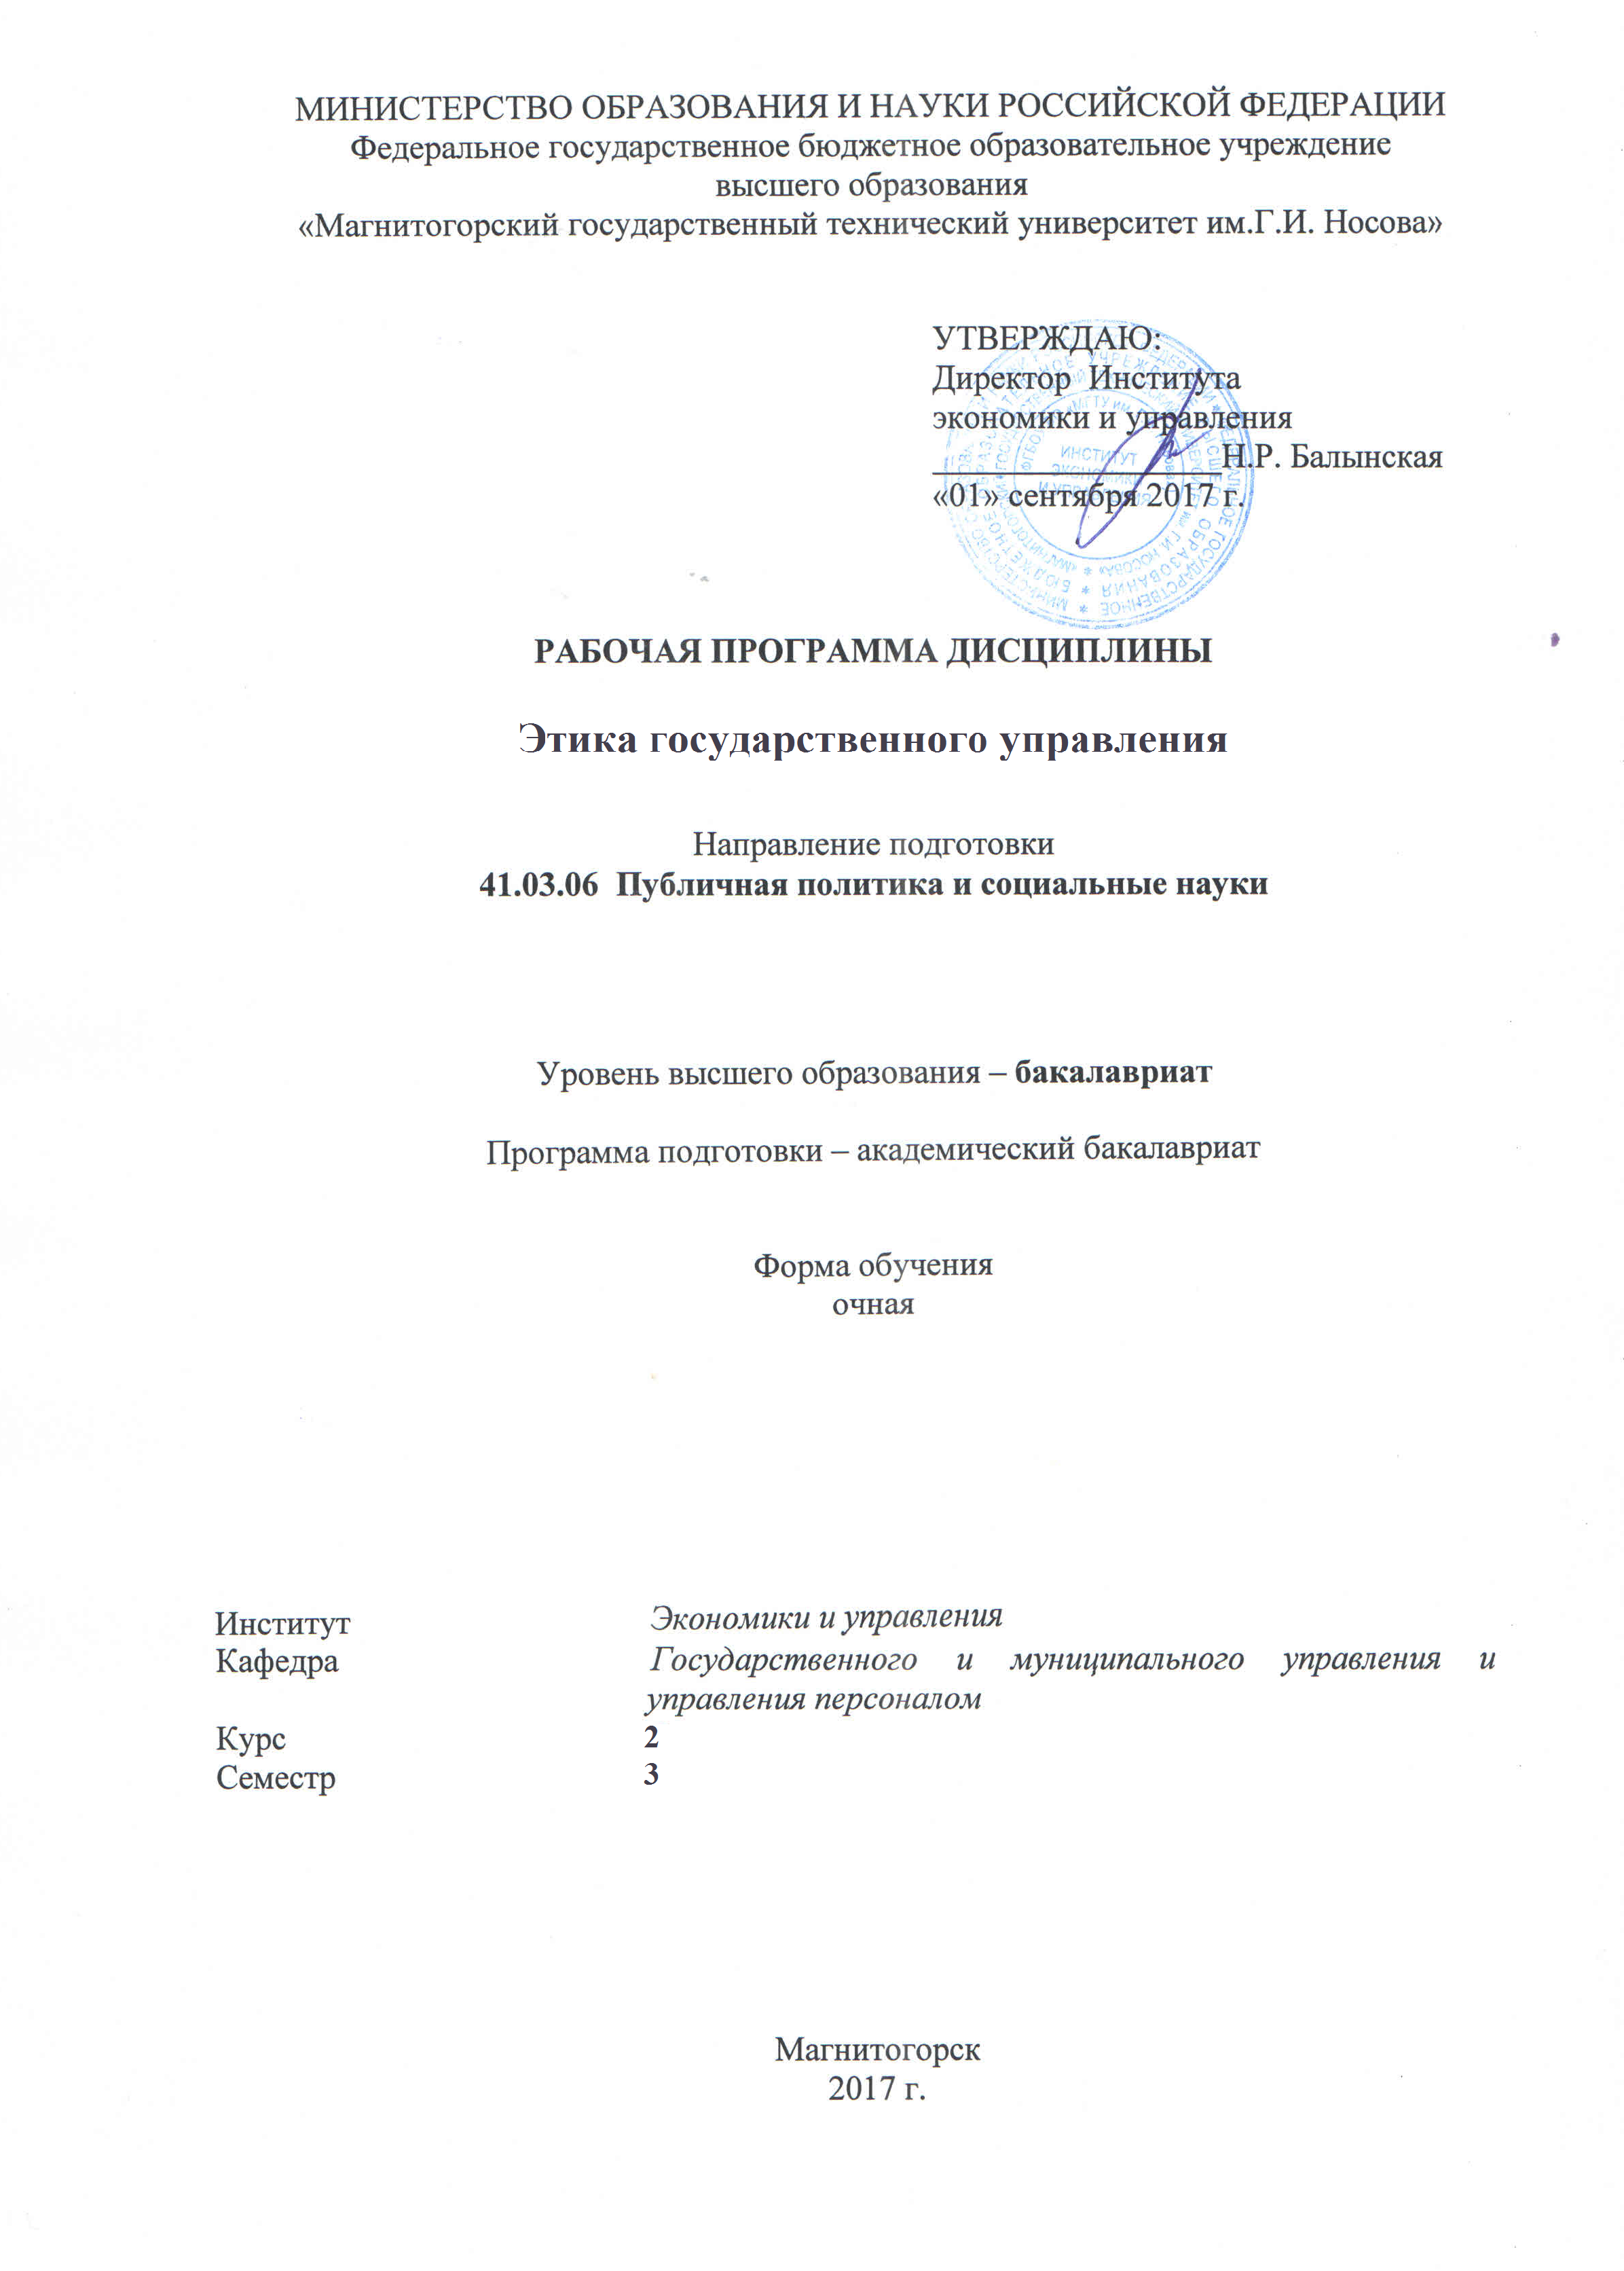 МИНИСТЕРСТВО ОБРАЗОВАНИЯ И НАУКИ РОССИЙСКОЙ ФЕДЕРАЦИИ
Федеральное государственное бюджетное образовательное учреждение
высшего образования
«Магнитогорский государственный технический университет им.Г.И. Носова»
УТВЕРЖДАЮ:
Директор Института
экономики и управления
Н.Р. Балынская
«01» сентября 2017 г.
ИНСТИТУТ
ЭКОНОМИКИ
И УПРАВЛЕНИЯ
РАБОЧАЯ ПРОГРАММА ДИСЦИПЛИНЫ
Этика государственного управления
Направление подготовки
41.03.06 Публичная политика и социальные науки
Уровень высшего образования – бакалавриат
Программа подготовки – академический бакалавриат
Форма обучения
очная
Институт Экономики и управления
Кафедра Государственного и муниципального управления и
управления персоналом
Курс 2
Семестр 3
Магнитогорск
2017 г.